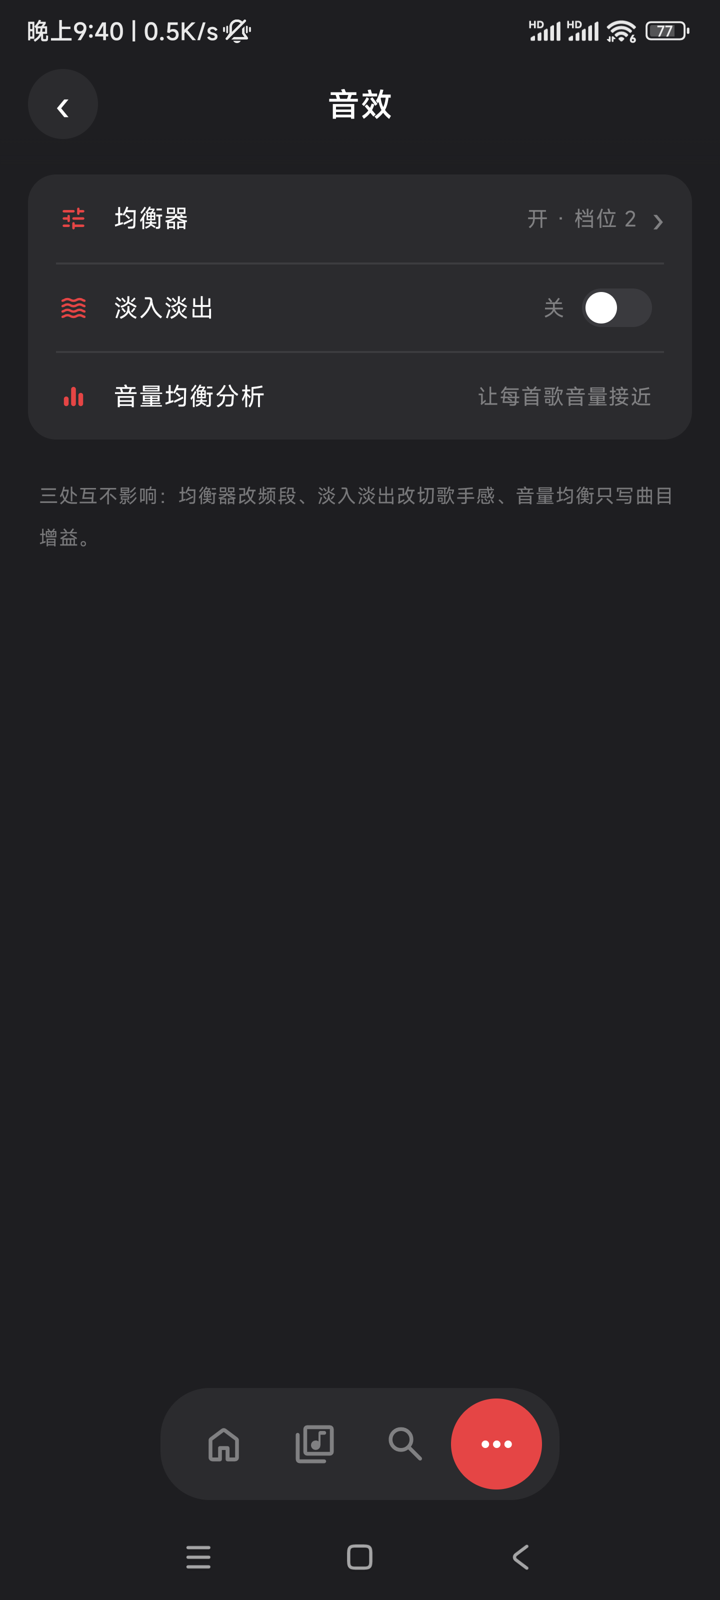 晚上9:40 | 0.5K/s
HD HD 6 77
音效
均衡器 开 · 档位 2
淡入淡出 关
音量均衡分析 让每首歌音量接近
三处互不影响：均衡器改频段、淡入淡出改切歌手感、音量均衡只写曲目
增益。